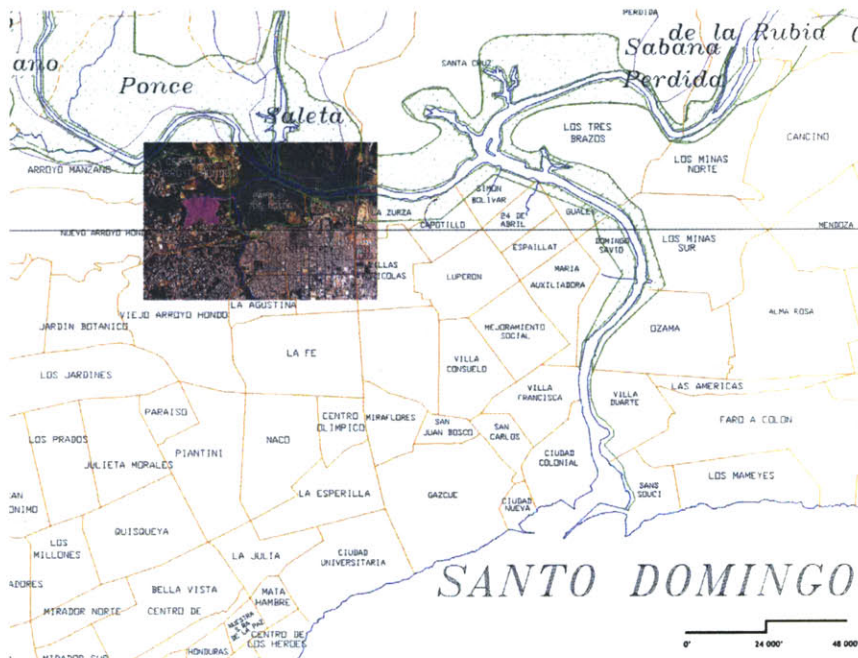 PERDIDA
de la Rubia
Sabana
Perdida
ano
Ponce
SANTA CRUZ
Saleta
LOS TRES
BRAZOS
CANCINO
LOS MINAS
NORTE
ARROYO MANZANO
SIMON
BOLIVAR
LA ZURZA
CAPOTILLO
24 DE
ABRIL
MENDOZA
NUEVO ARROYO HONDO
ESPAILLAT
DOMINGO
SAVIO
LOS MINAS
SUR
LUPERON
MARIA
AUXILIADORA
LA AGUSTINA
VIEJO ARROYO HONDO
JARDIN BOTANICO
MEJORAMIENTO
SOCIAL
OZAMA
ALMA ROSA
LA FE
VILLA
CONSUELO
LOS JARDINES
VILLA
FRANCISCA
VILLA
DUARTE
LAS AMERICAS
PARAISO
CENTRO
OLIMPICO
MIRAFLORES
SAN
JUAN BOSCO
SAN
CARLOS
FARO A COLON
LOS PRADOS
PIANTINI
NACO
JULIETA MORALES
CIUDAD
COLONIAL
LOS MAMEYES
SANS
SOUCI
LA ESPERILLA
GAZCUE
CIUDAD
NUEVA
QUISQUEYA
LOS
MILLONES
LA JULIA
CIUDAD
UNIVERSITARIA
SANTO DOMINGO
BELLA VISTA
MATA
HAMBRE
MIRADOR NORTE
CENTRO DE
NUESTRA
DE LA PAZ
CENTRO DE
LOS HEROES
HONDURAS
MIRADOR SUR
0' 24 000' 48 000